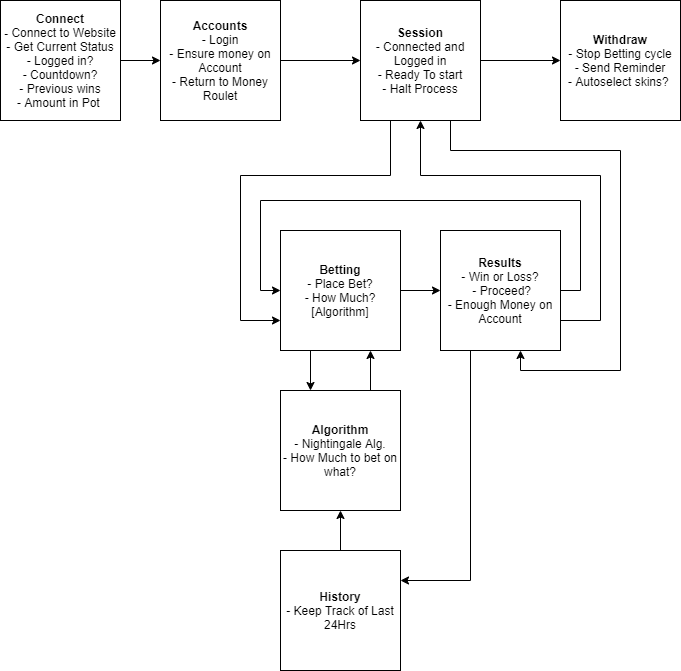 Connect
- Connect to Website
- Get Current Status
- Logged in?
- Countdown?
- Previous wins
- Amount in Pot
Accounts
- Login
- Ensure money on
Account
- Return to Money
Roulet
Session
- Connected and
Logged in
- Ready To start
- Halt Process
Withdraw
- Stop Betting cycle
- Send Reminder
- Autoselect skins?
Betting
- Place Bet?
- How Much?
[Algorithm]
Results
- Win or Loss?
- Proceed?
- Enough Money on
Account
Algorithm
- Nightingale Alg.
- How Much to bet on
what?
History
- Keep Track of Last
24Hrs